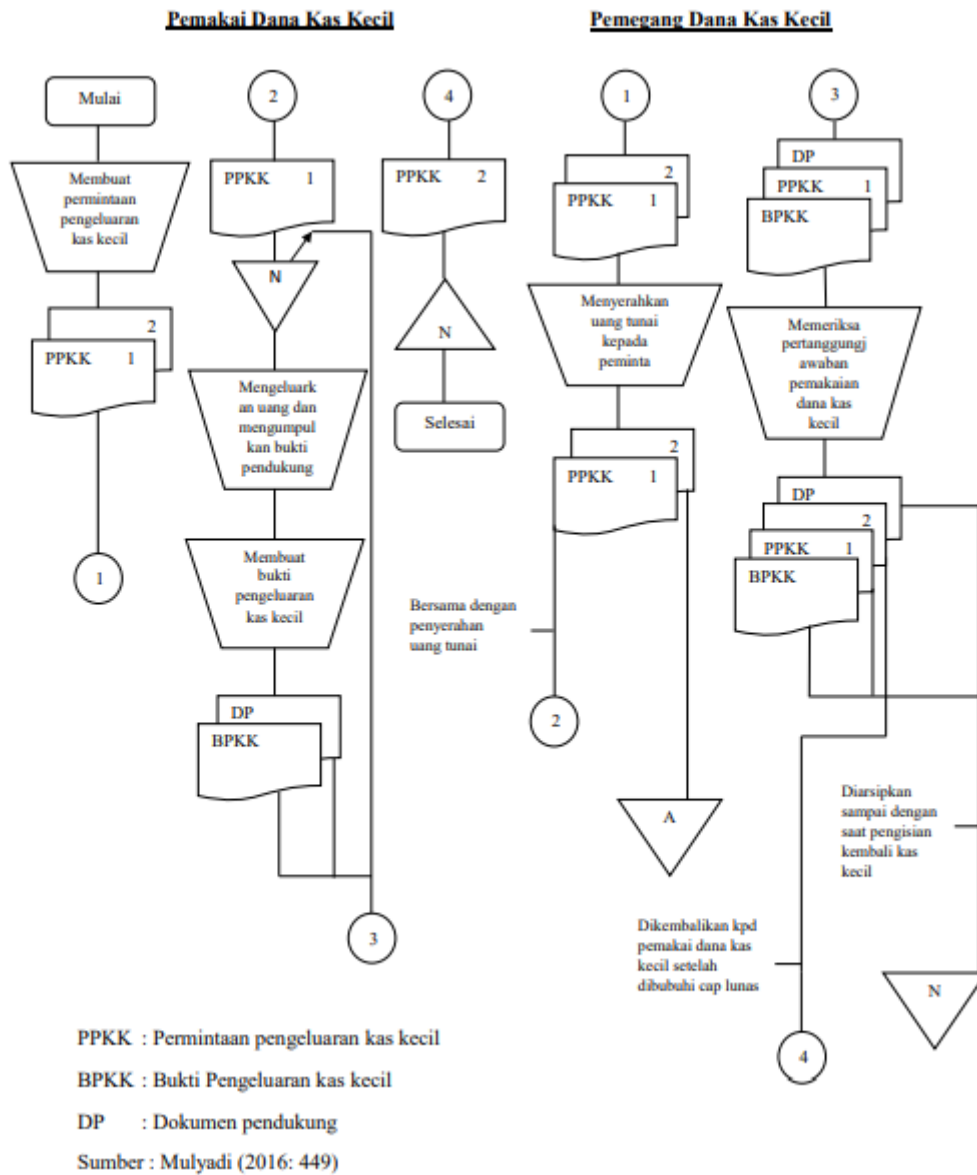 Pemakai Dana Kas Kecil
Mulai
Membuat
permintaan
pengeluaran
kas kecil
2
PPKK 1
1
2
PPKK 1
N
Mengeluark
an uang dan
mengumpul
kan bukti
pendukung
Membuat
bukti
pengeluaran
kas kecil
DP
BPKK
3
4
PPKK 2
N
Selesai
Pemegang Dana Kas Kecil
1
2
PPKK 1
Menyerahkan
uang tunai
kepada
peminta
2
PPKK 1
Bersama dengan
penyerahan
uang tunai
2
A
3
DP
PPKK 1
BPKK
Memeriksa
pertanggungj
awaban
pemakaian
dana kas
kecil
DP
2
PPKK 1
BPKK
Diarsipkan
sampai dengan
saat pengisian
kembali kas
kecil
Dikembalikan kpd
pemakai dana kas
kecil setelah
dibubuhi cap lunas
N
4
PPKK : Permintaan pengeluaran kas kecil
BPKK : Bukti Pengeluaran kas kecil
DP : Dokumen pendukung
Sumber : Mulyadi (2016: 449)